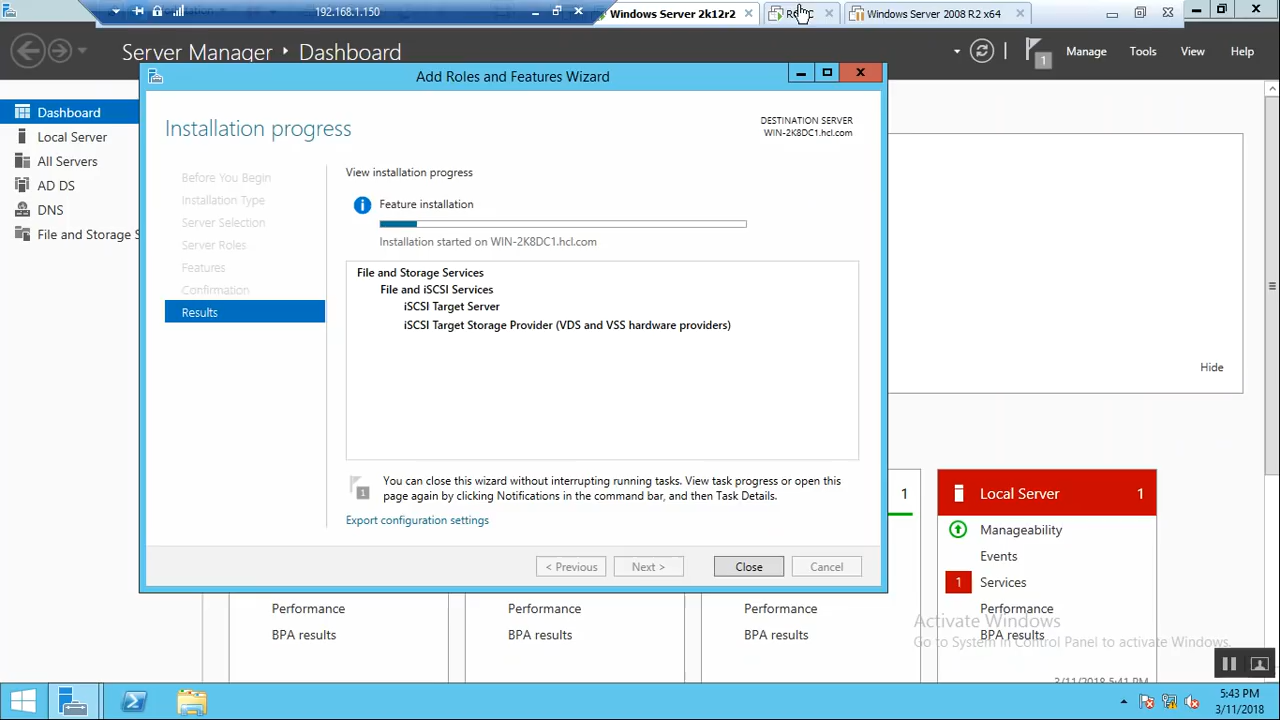 192.168.1.150
Windows Server 2k12r2
Windows Server 2008 R2 x64
Server Manager
Dashboard
1
Manage
Tools
View
Help
Dashboard
Local Server
All Servers
AD DS
DNS
File and Storage S
Add Roles and Features Wizard
Installation progress
DESTINATION SERVER
WIN-2K8DC1.hcl.com
Before You Begin
Installation Type
Server Selection
Server Roles
Features
Confirmation
Results
View installation progress
Feature installation
Installation started on WIN-2K8DC1.hcl.com
File and Storage Services
File and iSCSI Services
iSCSI Target Server
iSCSI Target Storage Provider (VDS and VSS hardware providers)
1
You can close this wizard without interrupting running tasks. View task progress or open this
page again by clicking Notifications in the command bar, and then Task Details.
Export configuration settings
< Previous
Next >
Close
Cancel
Hide
1
Local Server 1
Manageability
Events
1 Services
Performance
BPA results
Performance
BPA results
Performance
BPA results
Performance
BPA results
Activate Windows
Go to System in Control Panel to activate Windows.
3/11/2018 5:41 PM
5:43 PM
3/11/2018